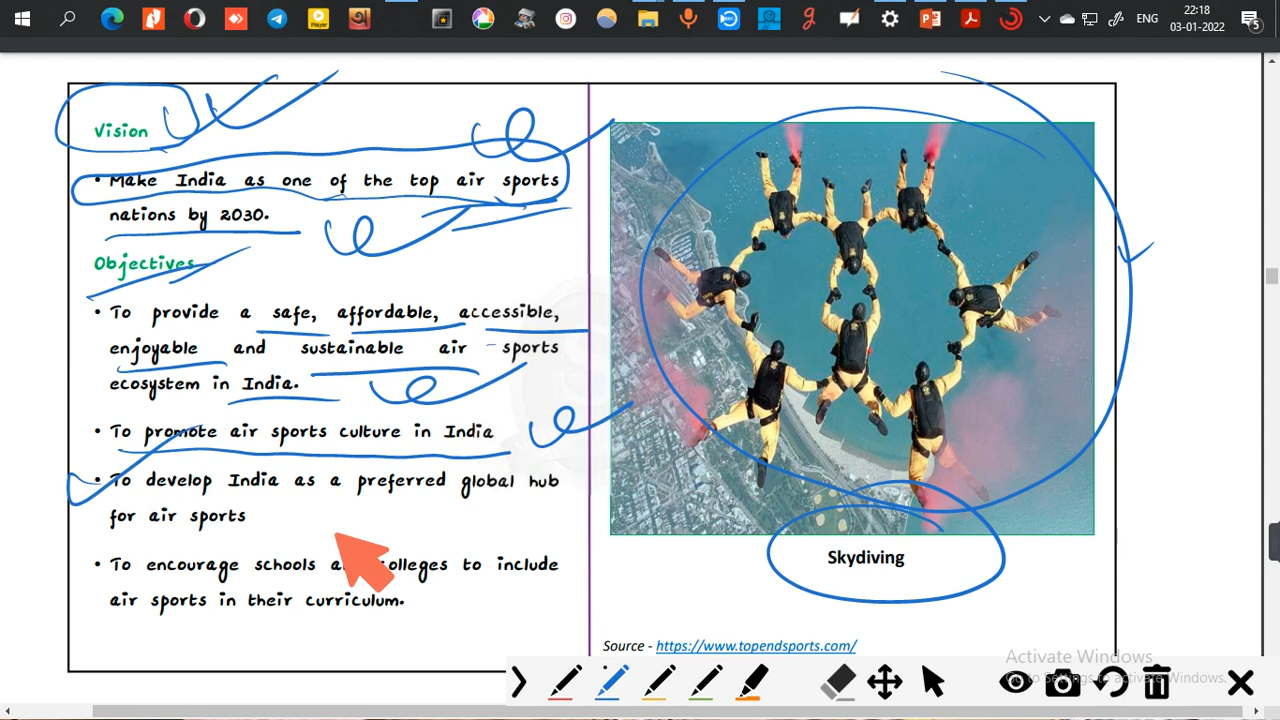 22:18
ENG
03-01-2022
5
Player
Vision
• Make India as one of the top air sports
nations by 2030.
Objectives
• To provide a safe, affordable, accessible,
enjoyable and sustainable air sports
ecosystem in India.
• To promote air sports culture in India
• To develop India as a preferred global hub
for air sports
• To encourage schools colleges to include
air sports in their curriculum.
Skydiving
Source - https://www.topendsports.com/
Activate Windows
Go to Settings to activate Windows.